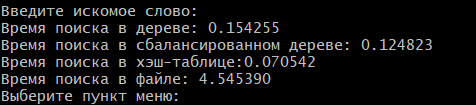 Введите искомое слово:
Время поиска в дереве: 0.154255
Время поиска в сбалансированном дереве: 0.124823
Время поиска в хэш-таблице:0.070542
Время поиска в файле: 4.545390
Выберите пункт меню: